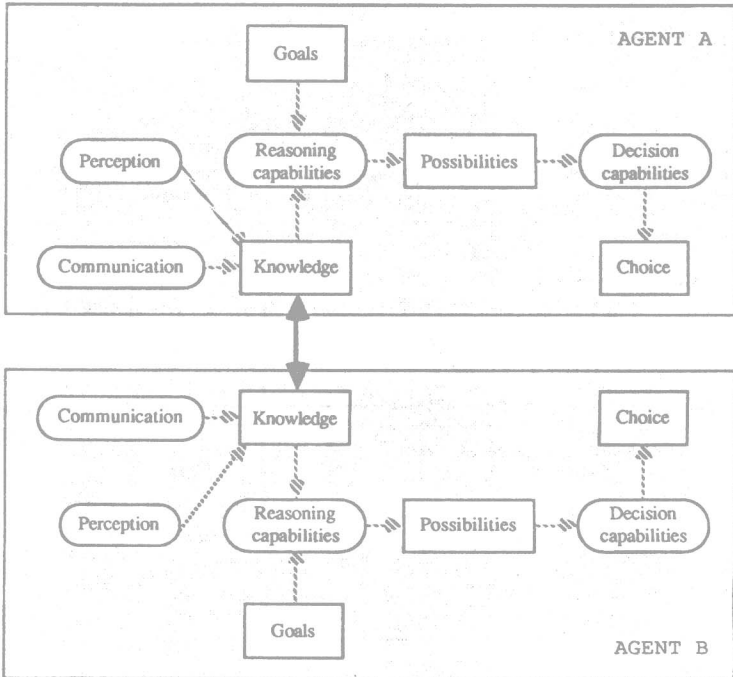 AGENT A
Goals
Perception
Reasoning
capabilities
Possibilities
Decision
capabilities
Communication
Knowledge
Choice
Communication
Knowledge
Choice
Perception
Reasoning
capabilities
Possibilities
Decision
capabilities
Goals
AGENT B